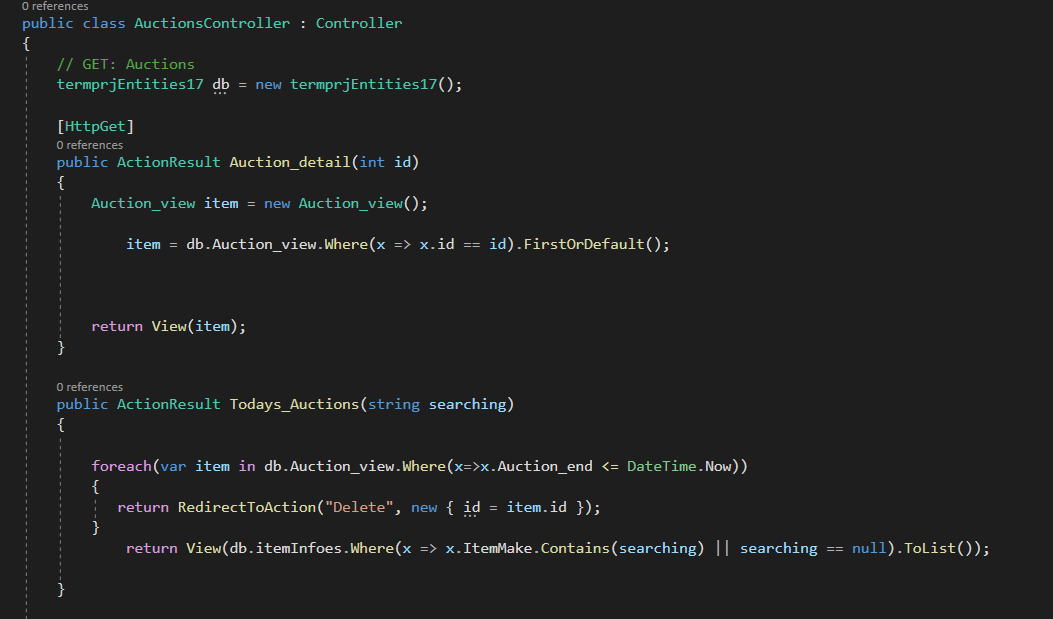 0 references
public class AuctionsController : Controller
{
// GET: Auctions
termprjEntities17 db = new termprjEntities17();
[HttpGet]
0 references
public ActionResult Auction_detail(int id)
{
Auction_view item = new Auction_view();
item = db.Auction_view.Where(x => x.id == id).FirstOrDefault();
return View(item);
}
0 references
public ActionResult Todays_Auctions(string searching)
{
foreach(var item in db.Auction_view.Where(x=>x.Auction_end <= DateTime.Now))
{
return RedirectToAction("Delete", new { id = item.id });
}
return View(db.itemInfoes.Where(x => x.ItemMake.Contains(searching) || searching == null).ToList());
}